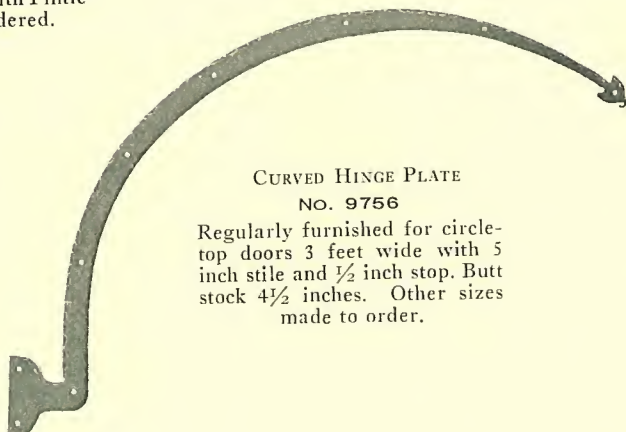 dered.
CURVED HINGE PLATE
NO. 9756
Regularly furnished for circle-
top doors 3 feet wide with 5
inch stile and ½ inch stop. Butt
stock 4½ inches. Other sizes
made to order.